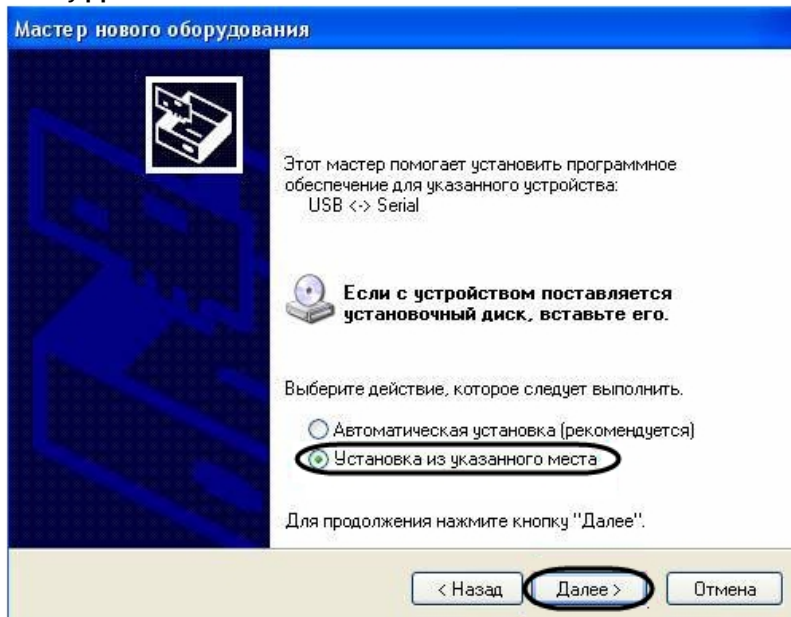 Мастер нового оборудования
Этот мастер помогает установить программное
обеспечение для указанного устройства:
USB <-> Serial
Если с устройством поставляется
установочный диск, вставьте его.
Выберите действие, которое следует выполнить.
Автоматическая установка (рекомендуется)
Установка из указанного места
Для продолжения нажмите кнопку "Далее".
< Назад Далее > Отмена